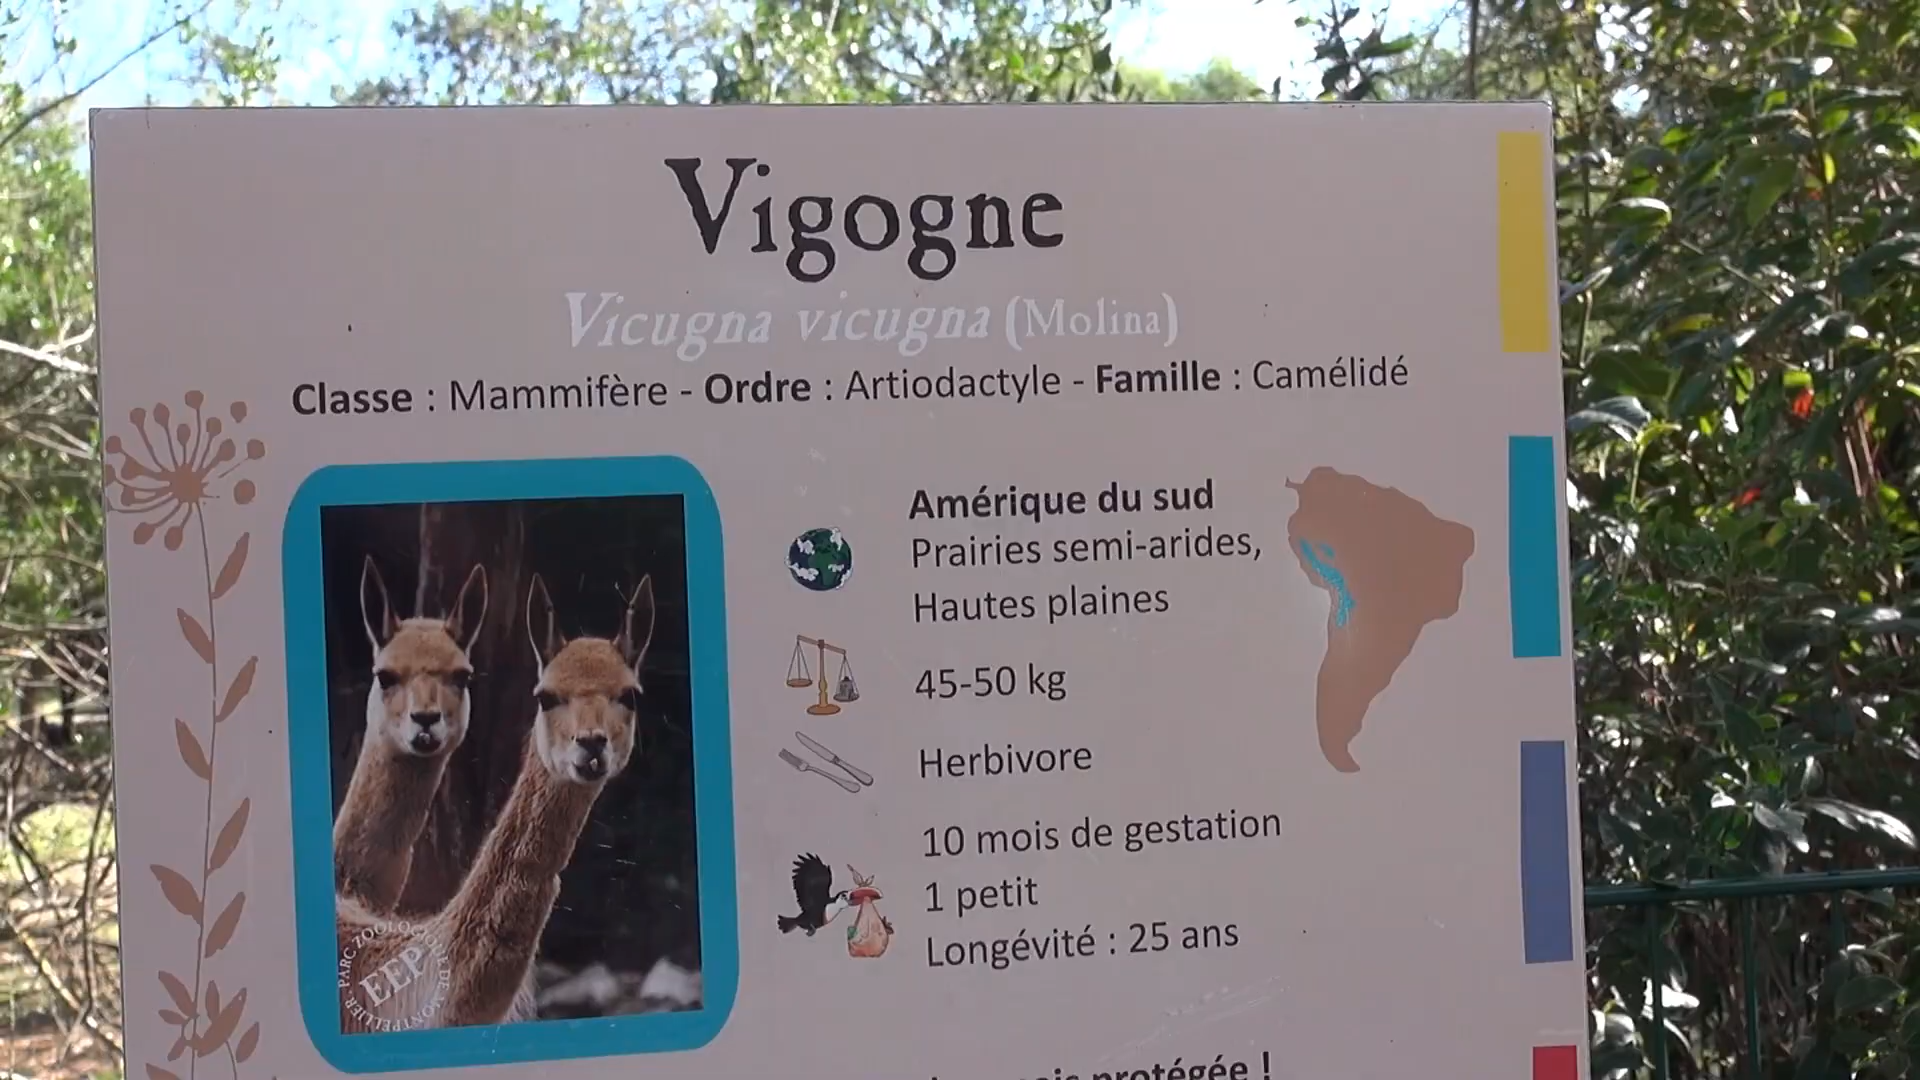 Vigogne
Vicugna vicugna (Molina)
Classe : Mammifère - Ordre : Artiodactyle - Famille : Camélidé
Amérique du sud
Prairies semi-arides,
Hautes plaines
45-50 kg
Herbivore
10 mois de gestation
1 petit
Longévité : 25 ans
PARC ZOOLOGIQUE DE MONTPELLIER
EEP
protégée !